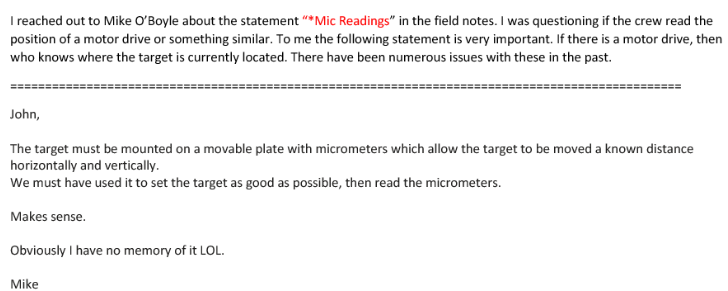 I reached out to Mike O'Boyle about the statement "*Mic Readings" in the field notes. I was questioning if the crew read the
position of a motor drive or something similar. To me the following statement is very important. If there is a motor drive, then
who knows where the target is currently located. There have been numerous issues with these in the past.
================================================================================================
John,
The target must be mounted on a movable plate with micrometers which allow the target to be moved a known distance
horizontally and vertically.
We must have used it to set the target as good as possible, then read the micrometers.
Makes sense.
Obviously I have no memory of it LOL.
Mike